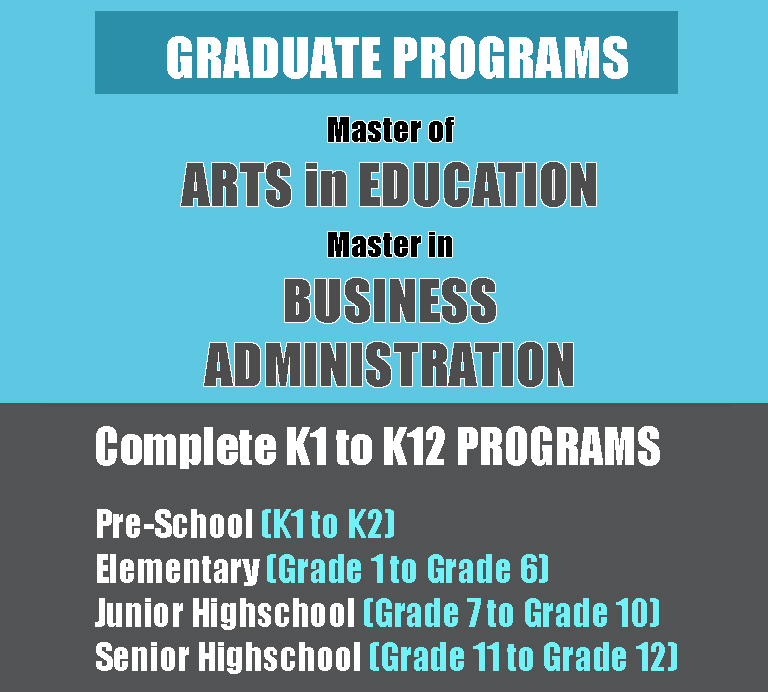 GRADUATE PROGRAMS
Master of
ARTS in EDUCATION
Master in
BUSINESS
ADMINISTRATION
Complete K1 to K12 PROGRAMS
Pre-School (K1 to K2)
Elementary (Grade 1 to Grade 6)
Junior Highschool (Grade 7 to Grade 10)
Senior Highschool (Grade 11 to Grade 12)